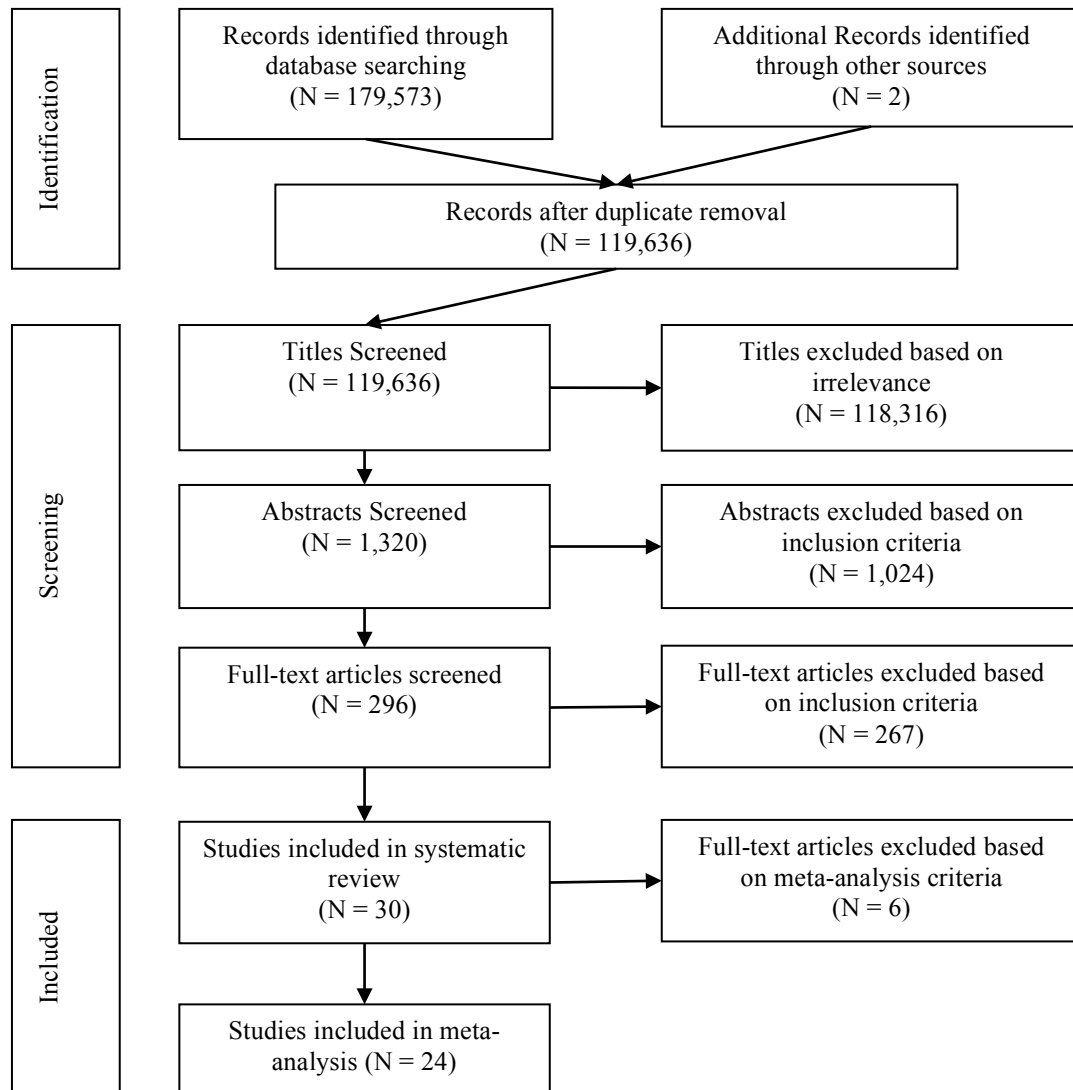 Identification
Records identified through
database searching
(N = 179,573)
Additional Records identified
through other sources
(N = 2)
Records after duplicate removal
(N = 119,636)
Screening
Titles Screened
(N = 119,636)
Titles excluded based on
irrelevance
(N = 118,316)
Abstracts Screened
(N = 1,320)
Abstracts excluded based on
inclusion criteria
(N = 1,024)
Full-text articles screened
(N = 296)
Full-text articles excluded based
on inclusion criteria
(N = 267)
Included
Studies included in systematic
review
(N = 30)
Full-text articles excluded based
on meta-analysis criteria
(N = 6)
Studies included in meta-
analysis (N = 24)